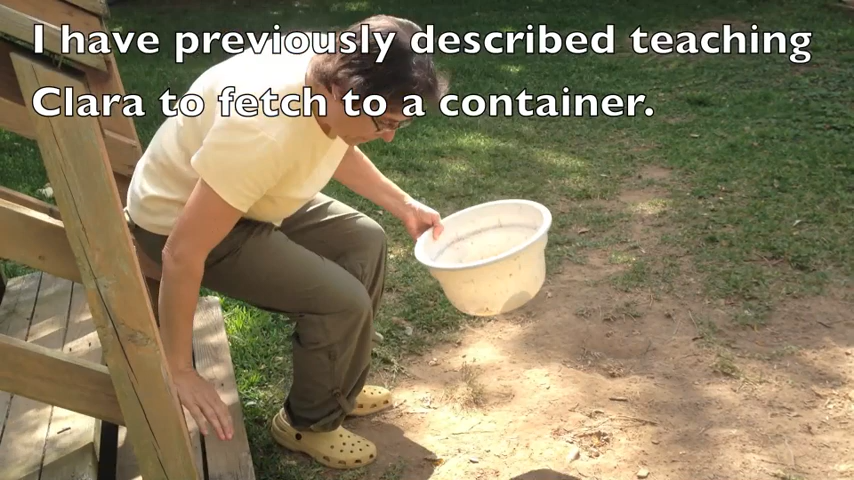 I have previously described teaching
Clara to fetch to a container.